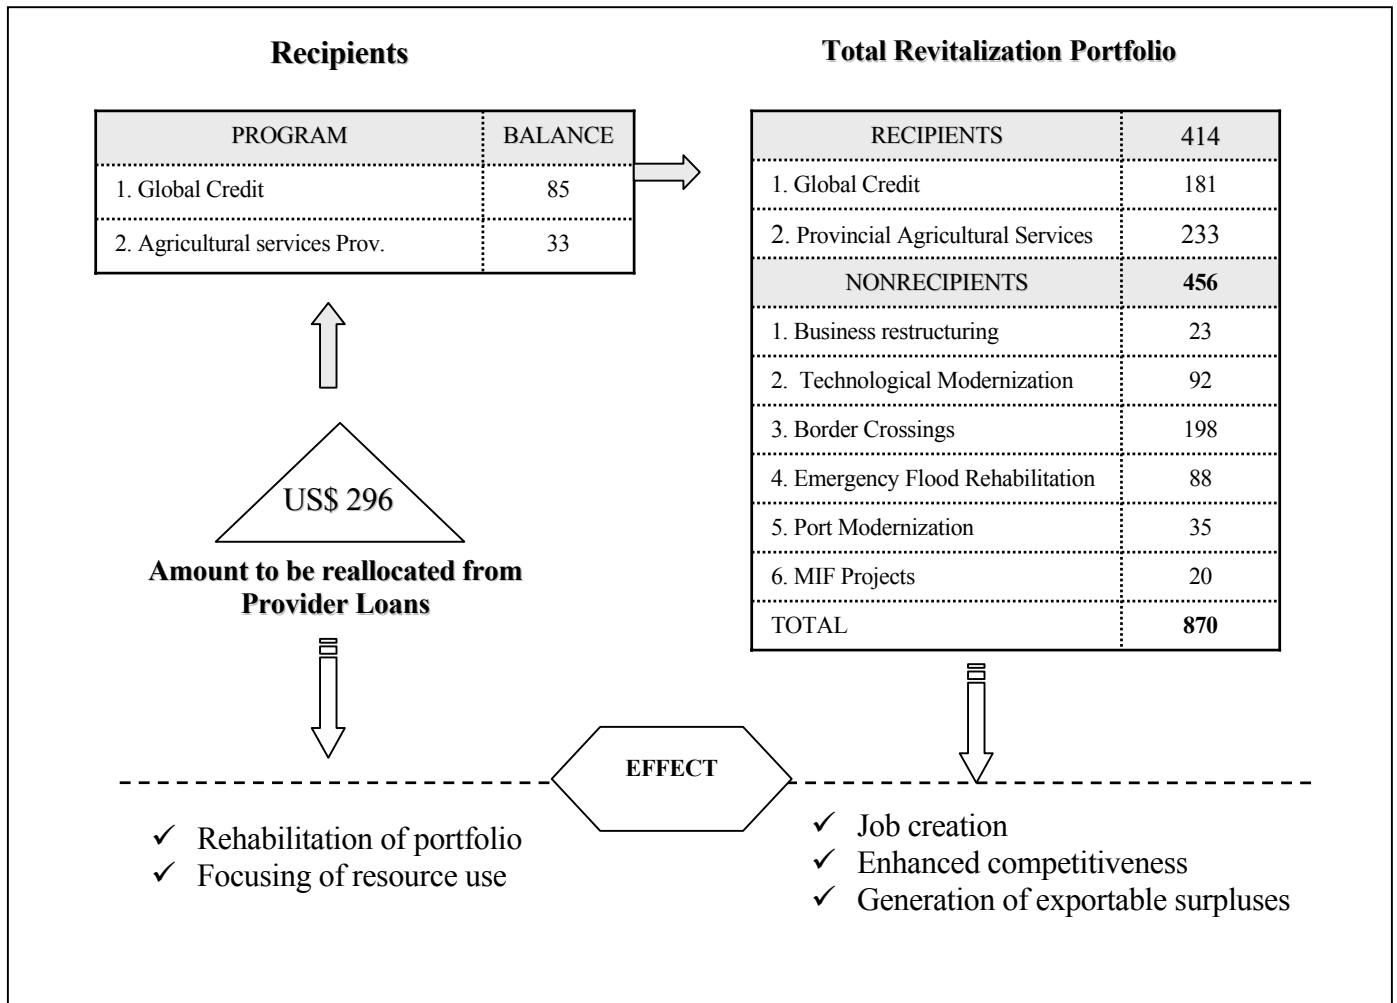 Recipients
PROGRAM BALANCE
1. Global Credit 85
2. Agricultural services Prov. 33
US$ 296
Amount to be reallocated from
Provider Loans
Total Revitalization Portfolio
RECIPIENTS 414
1. Global Credit 181
2. Provincial Agricultural Services 233
NONRECIPIENTS 456
1. Business restructuring 23
2. Technological Modernization 92
3. Border Crossings 198
4. Emergency Flood Rehabilitation 88
5. Port Modernization 35
6. MIF Projects 20
TOTAL 870
EFFECT
✓ Rehabilitation of portfolio
✓ Focusing of resource use
✓ Job creation
✓ Enhanced competitiveness
✓ Generation of exportable surpluses